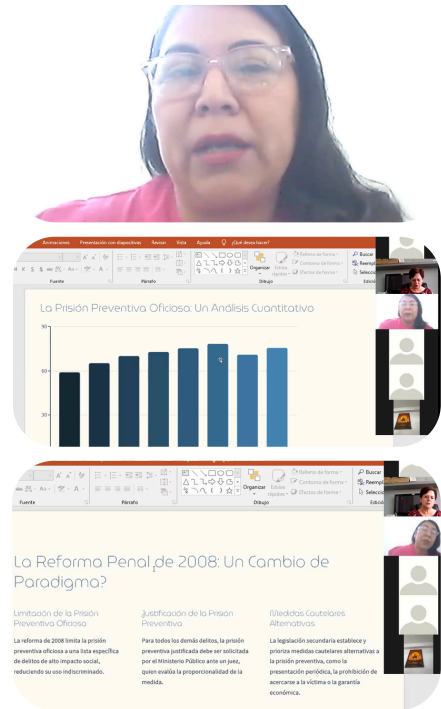 Animaciones Presentación con diapositivas Revisar Vista Ayuda ¿Qué desea hacer?
Organizar Estilos rápidos
Relleno de forma
Contorno de forma
Efectos de forma
Buscar
Reempl
Selecci
Fuente Párrafo Dibujo Edició
La Prisión Preventiva Oficiosa: Un Análisis Cuantitativo
90
60
30
Organizar Estilos rápidos
Relleno de forma
Contorno de forma
Efectos de forma
Buscar
Reempl
Selecci
Fuente Párrafo Dibujo Edició
La Reforma Penal de 2008: Un Cambio de
Paradigma?
Limitación de la Prisión
Preventiva Oficiosa
La reforma de 2008 limita la prisión
preventiva oficiosa a una lista específica
de delitos de alto impacto social,
reduciendo su uso indiscriminado.
Justificación de la Prisión
Preventiva
Para todos los demás delitos, la prisión
preventiva justificada debe ser solicitada
por el Ministerio Público ante un juez,
quien evalúa la proporcionalidad de la
medida.
Medidas Cautelares
Alternativas
La legislación secundaria establece y
prioriza medidas cautelares alternativas a
la prisión preventiva, como la
presentación periódica, la prohibición de
acercarse a la víctima o la garantía
económica.